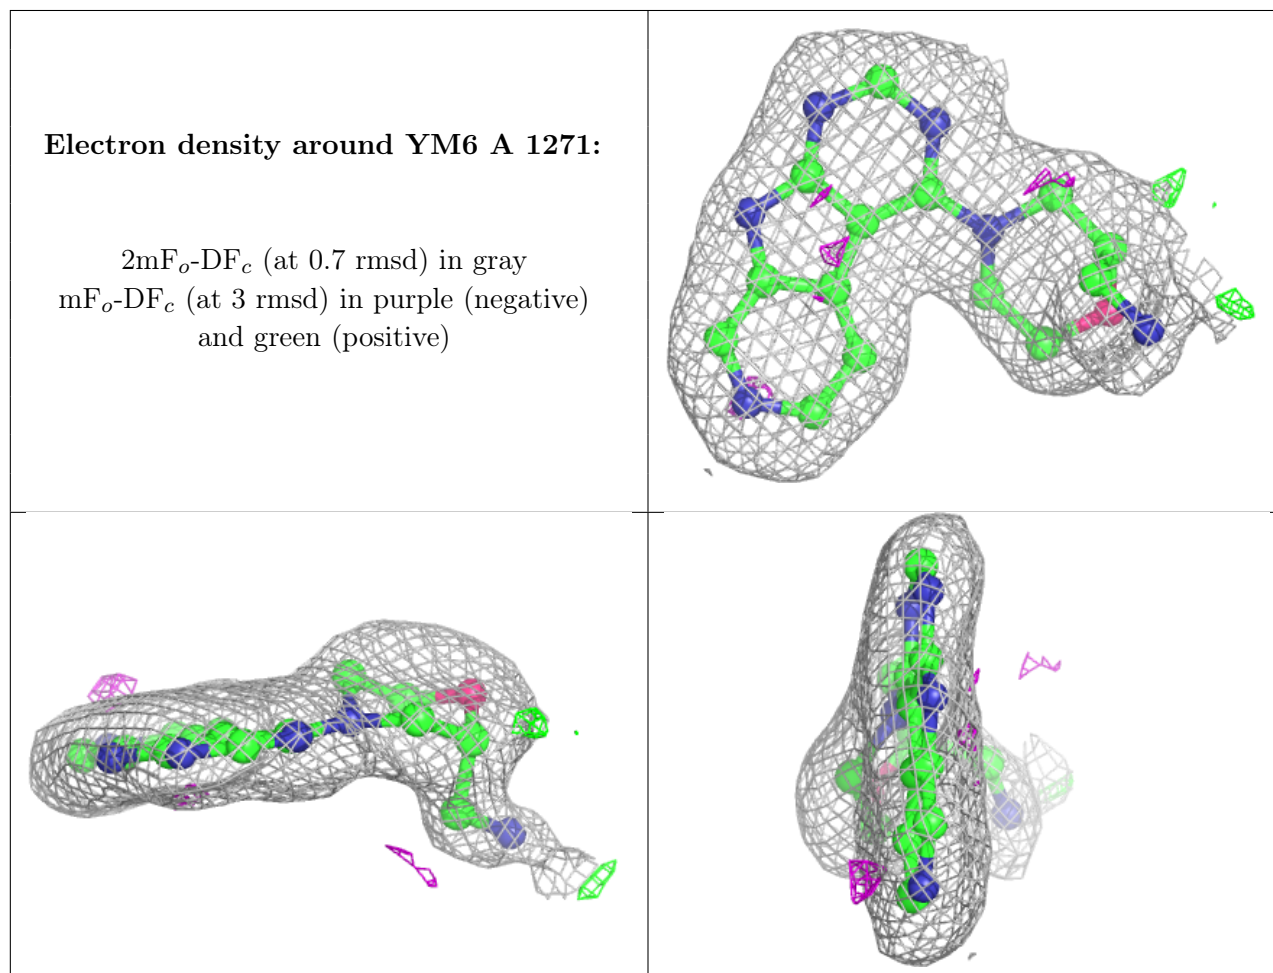 Electron density around YM6 A 1271:
2mFo-DFc (at 0.7 rmsd) in gray
mFo-DFc (at 3 rmsd) in purple (negative)
and green (positive)